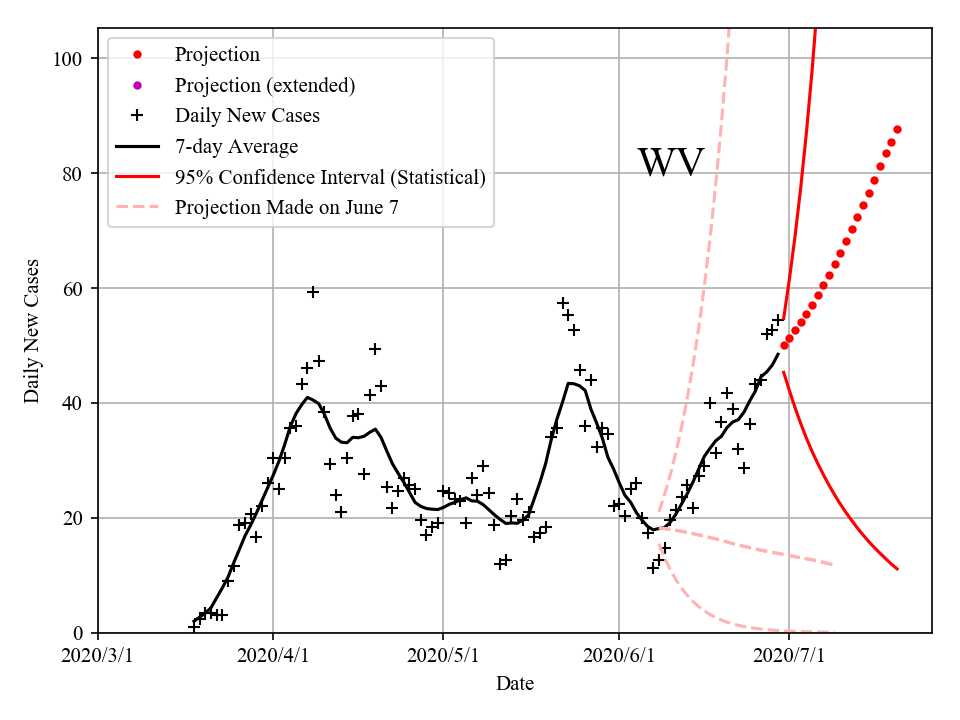 Projection
Projection (extended)
Daily New Cases
7-day Average
95% Confidence Interval (Statistical)
Projection Made on June 7
WV
100
80
60
40
20
0
Daily New Cases
2020/3/1 2020/4/1 2020/5/1 2020/6/1 2020/7/1
Date